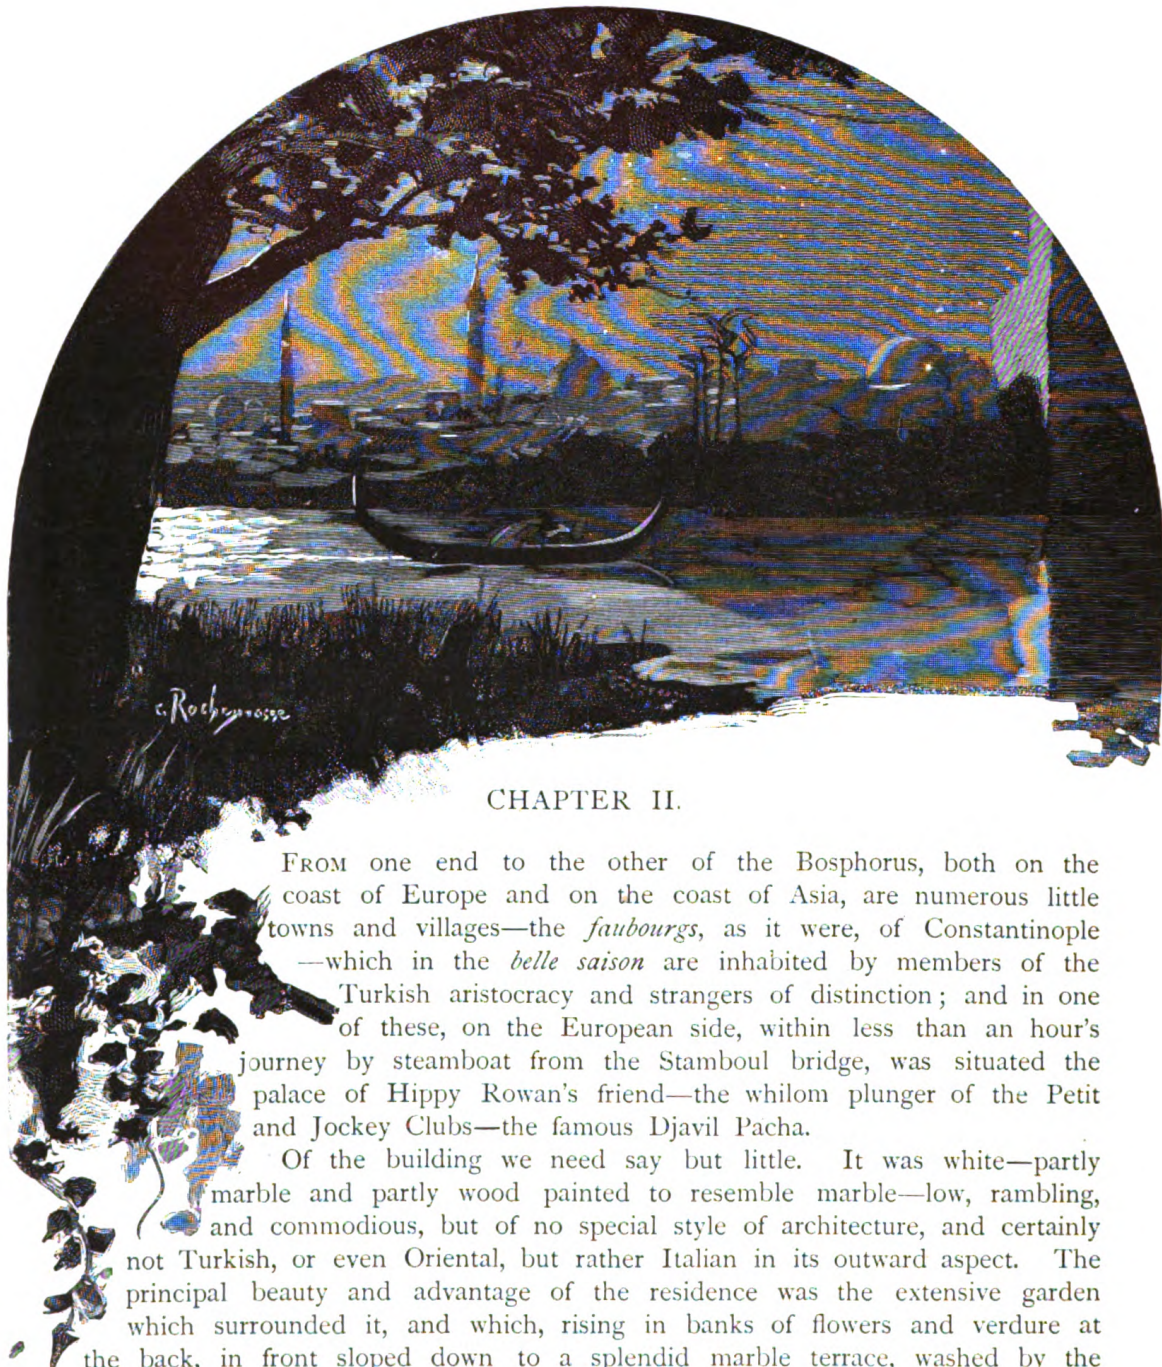 G. Rochegrosse
CHAPTER II.
FROM one end to the other of the Bosphorus, both on the
coast of Europe and on the coast of Asia, are numerous little
towns and villages—the faubourgs, as it were, of Constantinople
—which in the belle saison are inhabited by members of the
Turkish aristocracy and strangers of distinction; and in one
of these, on the European side, within less than an hour's
journey by steamboat from the Stamboul bridge, was situated the
palace of Hippy Rowan's friend—the whilom plunger of the Petit
and Jockey Clubs—the famous Djavil Pacha.
Of the building we need say but little. It was white—partly
marble and partly wood painted to resemble marble—low, rambling,
and commodious, but of no special style of architecture, and certainly
not Turkish, or even Oriental, but rather Italian in its outward aspect. The
principal beauty and advantage of the residence was the extensive garden
which surrounded it, and which, rising in banks of flowers and verdure at
the back, in front sloped down to a splendid marble terrace, washed by the